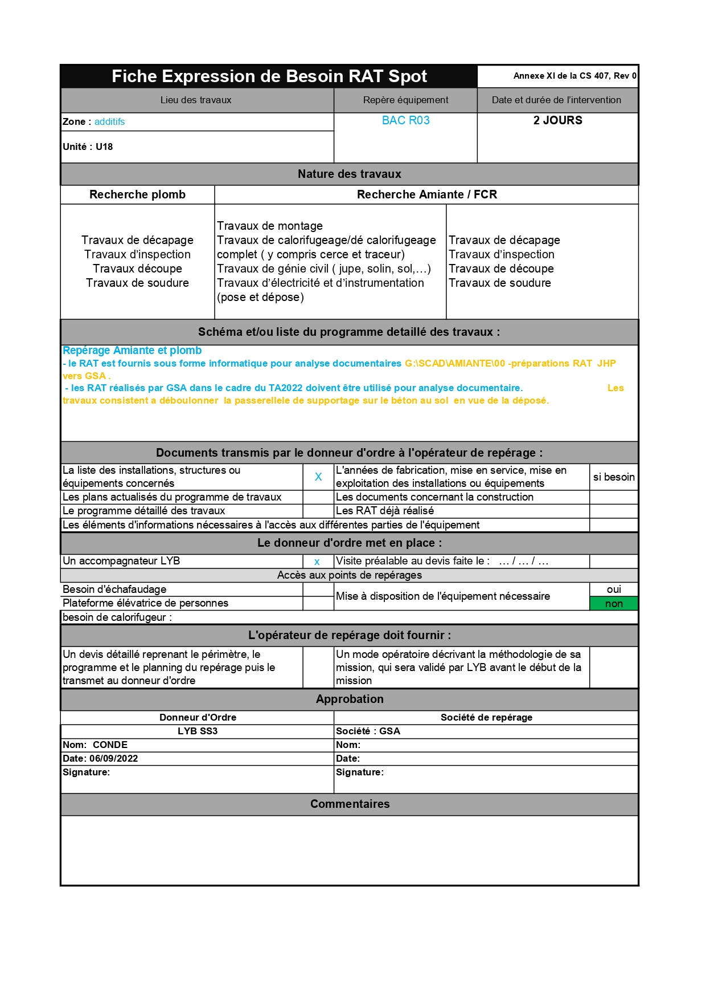 Fiche Expression de Besoin RAT Spot
Annexe XI de la CS 407, Rev 0
Lieu des travaux
Repère équipement
Date et durée de l’intervention
Zone : additifs
BAC R03
2 JOURS
Unité : U18
Nature des travaux
Recherche plomb
Recherche Amiante / FCR
Travaux de décapage
Travaux d’inspection
Travaux découpe
Travaux de soudure
Travaux de montage
Travaux de calorifugeage/dé calorifugeage
complet ( y compris cerce et traceur)
Travaux de génie civil ( jupe, solin, sol,…)
Travaux d’électricité et d’instrumentation
(pose et dépose)
Travaux de décapage
Travaux d’inspection
Travaux de découpe
Travaux de soudure
Schéma et/ou liste du programme detaillé des travaux :
Repérage Amiante et plomb
- le RAT est fournis sous forme informatique pour analyse documentaires G:\SCAD\AMIANTE\00 -préparations RAT  JHP
vers GSA .
- les RAT réalisés par GSA dans le cadre du TA2022 doivent être utilisé pour analyse documentaire. Les
travaux consistent a déboulonner  la passerellele de supportage sur le béton au sol  en vue de la déposé.
Documents transmis par le donneur d'ordre à l'opérateur de repérage :
La liste des installations, structures ou
équipements concernés
X
L'années de fabrication, mise en service, mise en
exploitation des installations ou équipements
si besoin
Les plans actualisés du programme de travaux
Les documents concernant la construction
Le programme détaillé des travaux
Les RAT déjà réalisé
Les éléments d'informations nécessaires à l'accès aux différentes parties de l'équipement
Le donneur d'ordre met en place :
Un accompagnateur LYB
x
Visite préalable au devis faite le :   … / … / …
Accès aux points de repérages
Besoin d'échafaudage
Mise à disposition de l'équipement nécessaire
oui
Plateforme élévatrice de personnes
non
besoin de calorifugeur :
L'opérateur de repérage doit fournir :
Un devis détaillé reprenant le périmètre, le
programme et le planning du repérage puis le
transmet au donneur d'ordre
Un mode opératoire décrivant la méthodologie de sa
mission, qui sera validé par LYB avant le début de la
mission
Approbation
Donneur d'Ordre
Société de repérage
LYB SS3
Société : GSA
Nom:  CONDE
Nom:
Date: 06/09/2022
Date:
Signature:
Signature:
Commentaires